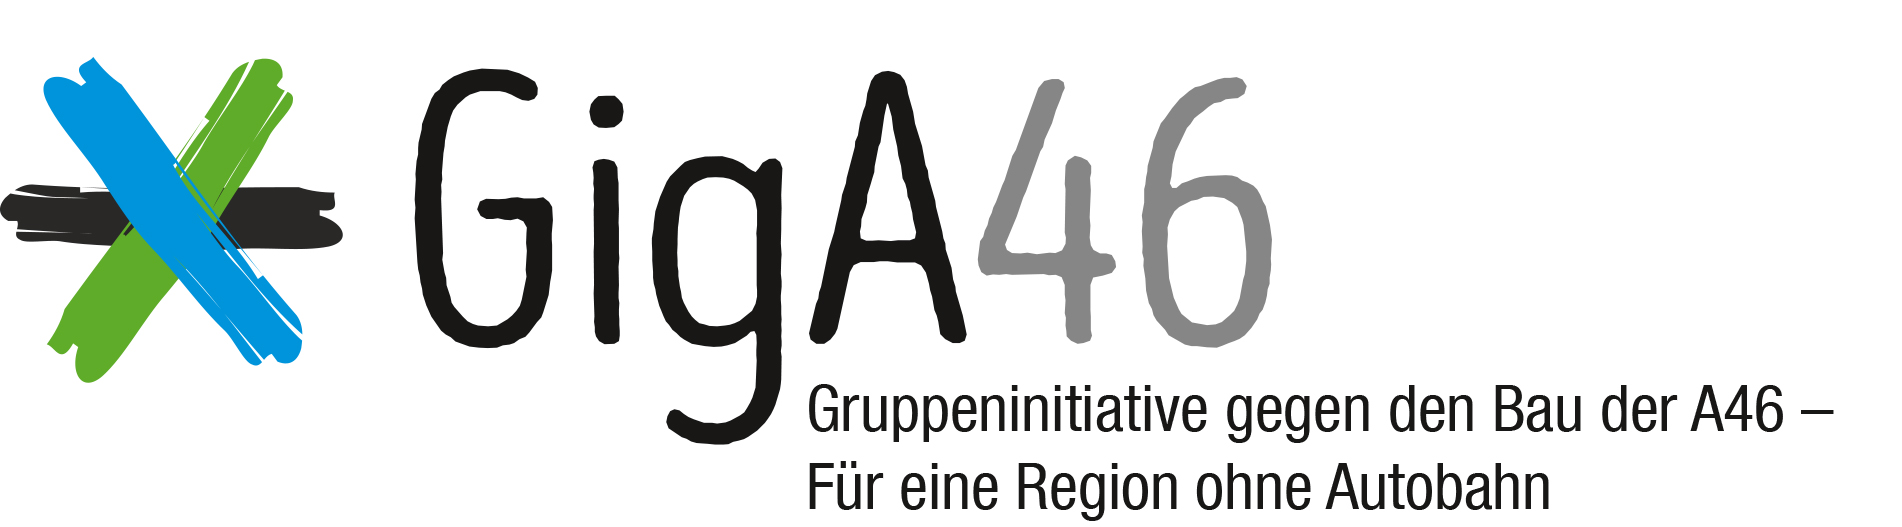 GigA46
Gruppeninitiative gegen den Bau der A46 –
Für eine Region ohne Autobahn